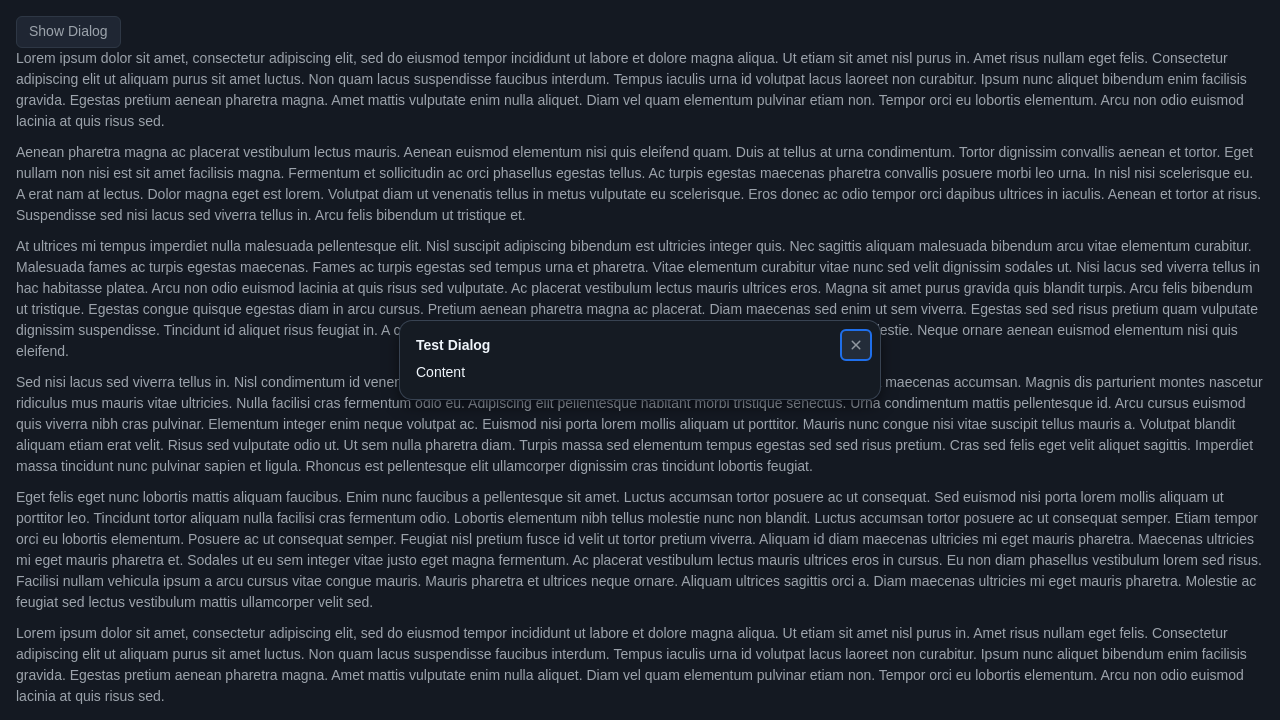 Show Dialog
Lorem ipsum dolor sit amet, consectetur adipiscing elit, sed do eiusmod tempor incididunt ut labore et dolore magna aliqua. Ut etiam sit amet nisl purus in. Amet risus nullam eget felis. Consectetur
adipiscing elit ut aliquam purus sit amet luctus. Non quam lacus suspendisse faucibus interdum. Tempus iaculis urna id volutpat lacus laoreet non curabitur. Ipsum nunc aliquet bibendum enim facilisis
gravida. Egestas pretium aenean pharetra magna. Amet mattis vulputate enim nulla aliquet. Diam vel quam elementum pulvinar etiam non. Tempor orci eu lobortis elementum. Arcu non odio euismod
lacinia at quis risus sed.
Aenean pharetra magna ac placerat vestibulum lectus mauris. Aenean euismod elementum nisi quis eleifend quam. Duis at tellus at urna condimentum. Tortor dignissim convallis aenean et tortor. Eget
nullam non nisi est sit amet facilisis magna. Fermentum et sollicitudin ac orci phasellus egestas tellus. Ac turpis egestas maecenas pharetra convallis posuere morbi leo urna. In nisl nisi scelerisque eu.
A erat nam at lectus. Dolor magna eget est lorem. Volutpat diam ut venenatis tellus in metus vulputate eu scelerisque. Eros donec ac odio tempor orci dapibus ultrices in iaculis. Aenean et tortor at risus.
Suspendisse sed nisi lacus sed viverra tellus in. Arcu felis bibendum ut tristique et.
At ultrices mi tempus imperdiet nulla malesuada pellentesque elit. Nisl suscipit adipiscing bibendum est ultricies integer quis. Nec sagittis aliquam malesuada bibendum arcu vitae elementum curabitur.
Malesuada fames ac turpis egestas maecenas. Fames ac turpis egestas sed tempus urna et pharetra. Vitae elementum curabitur vitae nunc sed velit dignissim sodales ut. Nisi lacus sed viverra tellus in
hac habitasse platea. Arcu non odio euismod lacinia at quis risus sed vulputate. Ac placerat vestibulum lectus mauris ultrices eros. Magna sit amet purus gravida quis blandit turpis. Arcu felis bibendum
ut tristique. Egestas congue quisque egestas diam in arcu cursus. Pretium aenean pharetra magna ac placerat. Diam maecenas sed enim ut sem viverra. Egestas sed sed risus pretium quam vulputate
dignissim suspendisse. Tincidunt id aliquet risus feugiat in. A Neque ornare aenean euismod elementum nisi quis
eleifend.
Test Dialog
Content
Sed nisi lacus sed viverra tellus in. Nisl condimentum id maecenas accumsan. Magnis dis parturient montes nascetur
ridiculus mus mauris vitae ultricies. Nulla facilisi cras fermentum odio eu. Adipiscing elit pellentesque habitant morbi tristique senectus. Urna condimentum mattis pellentesque id. Arcu cursus euismod
quis viverra nibh cras pulvinar. Elementum integer enim neque volutpat ac. Euismod nisi porta lorem mollis aliquam ut porttitor. Mauris nunc congue nisi vitae suscipit tellus mauris a. Volutpat blandit
aliquam etiam erat velit. Risus sed vulputate odio ut. Ut sem nulla pharetra diam. Turpis massa sed elementum tempus egestas sed sed risus pretium. Cras sed felis eget velit aliquet sagittis. Imperdiet
massa tincidunt nunc pulvinar sapien et ligula. Rhoncus est pellentesque elit ullamcorper dignissim cras tincidunt lobortis feugiat.
Eget felis eget nunc lobortis mattis aliquam faucibus. Enim nunc faucibus a pellentesque sit amet. Luctus accumsan tortor posuere ac ut consequat. Sed euismod nisi porta lorem mollis aliquam ut
porttitor leo. Tincidunt tortor aliquam nulla facilisi cras fermentum odio. Lobortis elementum nibh tellus molestie nunc non blandit. Luctus accumsan tortor posuere ac ut consequat semper. Etiam tempor
orci eu lobortis elementum. Posuere ac ut consequat semper. Feugiat nisl pretium fusce id velit ut tortor pretium viverra. Aliquam id diam maecenas ultricies mi eget mauris pharetra. Maecenas ultricies
mi eget mauris pharetra et. Sodales ut eu sem integer vitae justo eget magna fermentum. Ac placerat vestibulum lectus mauris ultrices eros in cursus. Eu non diam phasellus vestibulum lorem sed risus.
Facilisi nullam vehicula ipsum a arcu cursus vitae congue mauris. Mauris pharetra et ultrices neque ornare. Aliquam ultrices sagittis orci a. Diam maecenas ultricies mi eget mauris pharetra. Molestie ac
feugiat sed lectus vestibulum mattis ullamcorper velit sed.
Lorem ipsum dolor sit amet, consectetur adipiscing elit, sed do eiusmod tempor incididunt ut labore et dolore magna aliqua. Ut etiam sit amet nisl purus in. Amet risus nullam eget felis. Consectetur
adipiscing elit ut aliquam purus sit amet luctus. Non quam lacus suspendisse faucibus interdum. Tempus iaculis urna id volutpat lacus laoreet non curabitur. Ipsum nunc aliquet bibendum enim facilisis
gravida. Egestas pretium aenean pharetra magna. Amet mattis vulputate enim nulla aliquet. Diam vel quam elementum pulvinar etiam non. Tempor orci eu lobortis elementum. Arcu non odio euismod
lacinia at quis risus sed.